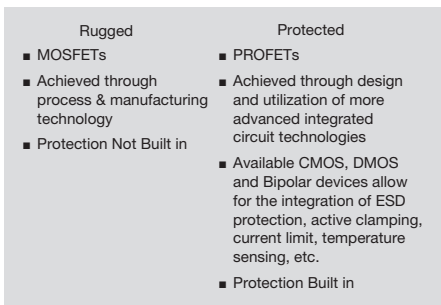 Rugged
■ MOSFETs
■ Achieved through
process & manufacturing
technology
■ Protection Not Built in
Protected
■ PROFETs
■ Achieved through design
and utilization of more
advanced integrated
circuit technologies
■ Available CMOS, DMOS
and Bipolar devices allow
for the integration of ESD
protection, active clamping,
current limit, temperature
sensing, etc.
■ Protection Built in